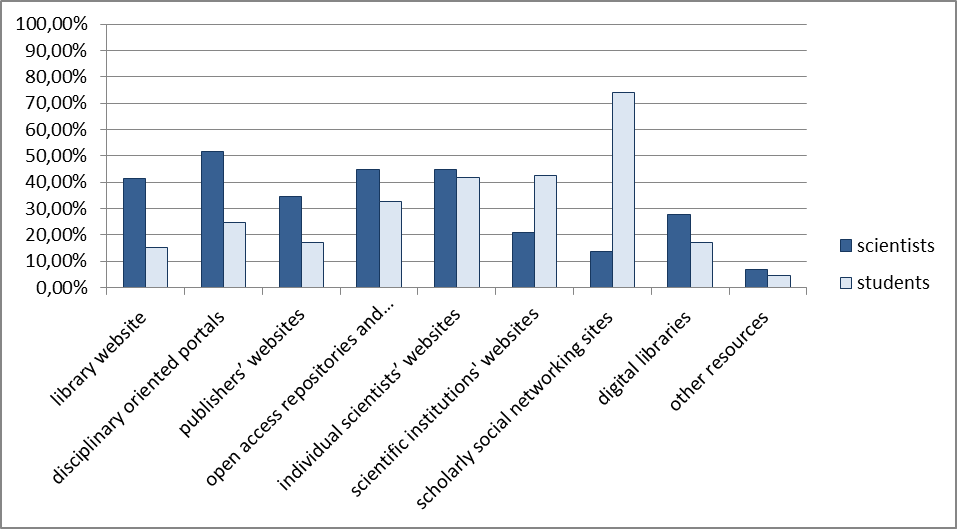 100,00%
90,00%
80,00%
70,00%
60,00%
50,00%
40,00%
30,00%
20,00%
10,00%
0,00%
library website
disciplinary oriented portals
publishers’ websites
open access repositories and...
individual scientists’ websites
scientific institutions' websites
scholarly social networking sites
digital libraries
other resources
scientists
students